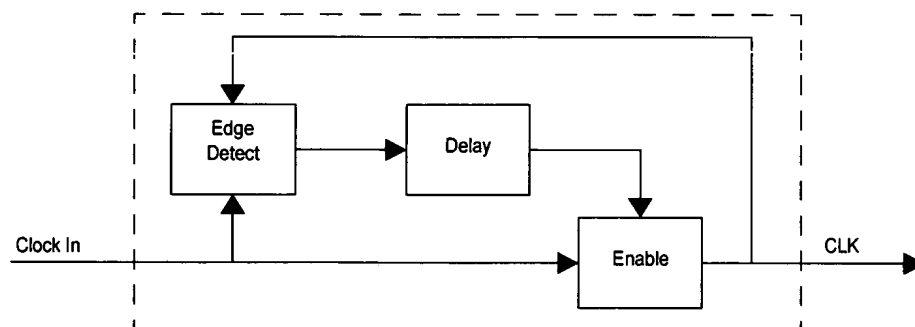 Edge
Detect
Delay
Clock In
Enable
CLK